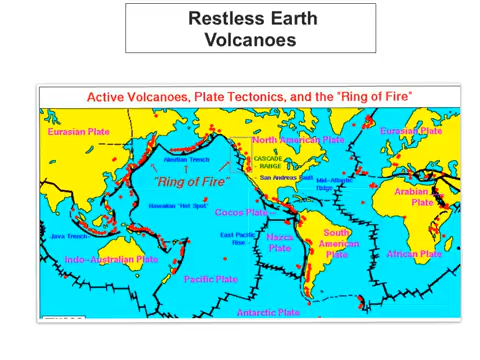 Restless Earth
Volcanoes
Active Volcanoes, Plate Tectonics, and the "Ring of Fire"
Eurasian Plate
North American Plate
Eurasian Plate
Aleutian Trench
CASCADE
RANGE
"Ring of Fire"
San Andreas Fault
Mid-Atlantic
Ridge
Arabian
Plate
Hawaiian "Hot Spot"
Cocos Plate
Java Trench
East Pacific
Rise
Nazca
Plate
South
American
Plate
Indo-Australian Plate
African Plate
Pacific Plate
Antarctic Plate